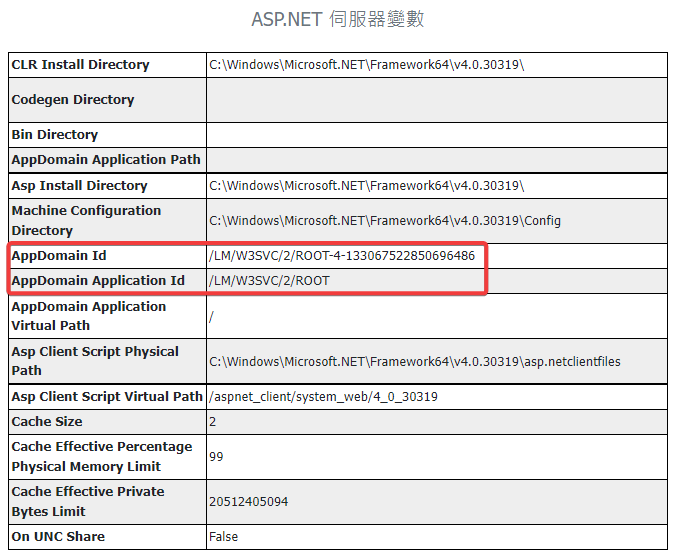 ASP.NET 伺服器變數
CLR Install Directory C:\Windows\Microsoft.NET\Framework64\v4.0.30319\
Codegen Directory
Bin Directory
AppDomain Application Path
Asp Install Directory C:\Windows\Microsoft.NET\Framework64\v4.0.30319\
Machine Configuration
Directory C:\Windows\Microsoft.NET\Framework64\v4.0.30319\Config
AppDomain Id /LM/W3SVC/2/ROOT-4-133067522850696486
AppDomain Application Id /LM/W3SVC/2/ROOT
AppDomain Application
Virtual Path /
Asp Client Script Physical
Path C:\Windows\Microsoft.NET\Framework64\v4.0.30319\asp.netclientfiles
Asp Client Script Virtual Path /aspnet_client/system_web/4_0_30319
Cache Size 2
Cache Effective Percentage
Physical Memory Limit 99
Cache Effective Private
Bytes Limit 20512405094
On UNC Share False